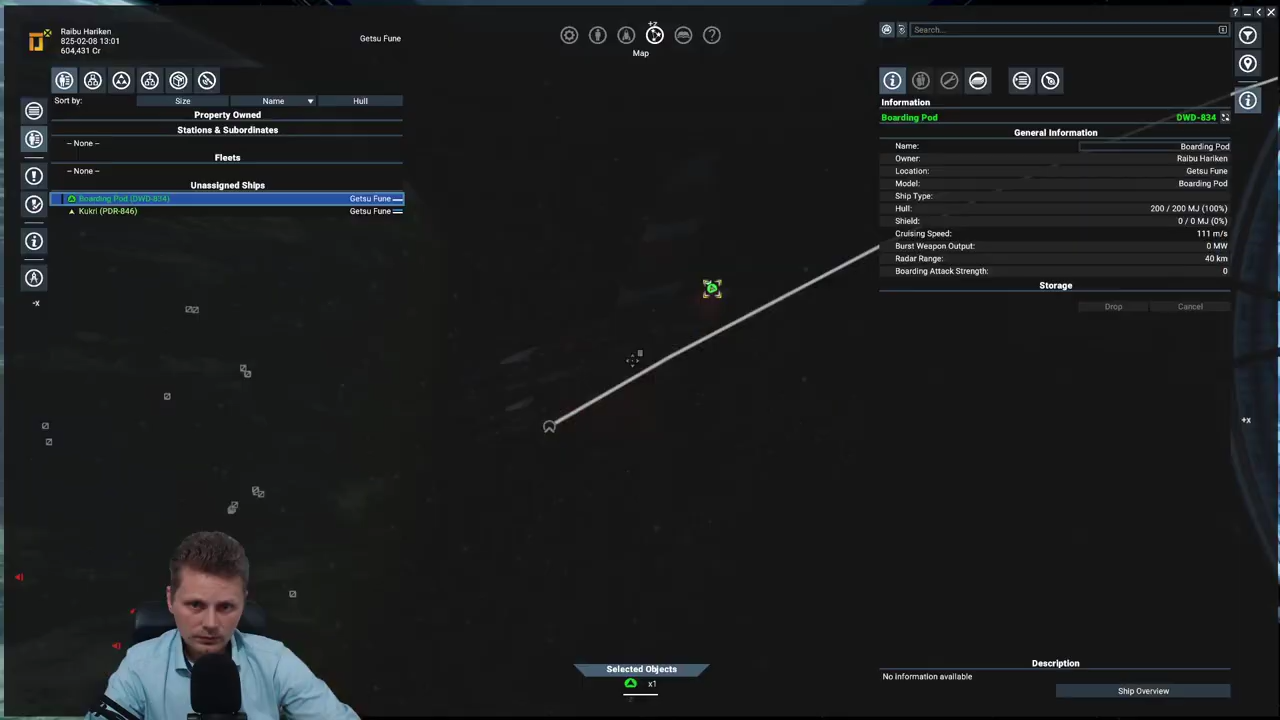 Raibu Hariken
825-02-08 13:01
604,431 Cr
Getsu Fune
Map
Search...
Sort by: Size Name Hull
Property Owned
Stations & Subordinates
-- None --
Fleets
-- None --
Unassigned Ships
Boarding Pod (DWD-834) Getsu Fune
Kukri (PDR-846) Getsu Fune
-x
+z
+x
Information
Boarding Pod DWD-834
General Information
Name: Boarding Pod
Owner: Raibu Hariken
Location: Getsu Fune
Model: Boarding Pod
Ship Type:
Hull: 200 / 200 MJ (100%)
Shield: 0 / 0 MJ (0%)
Cruising Speed: 111 m/s
Burst Weapon Output: 0 MW
Radar Range: 40 km
Boarding Attack Strength: 0
Storage
Drop Cancel
Selected Objects
x1
Description
No information available
Ship Overview